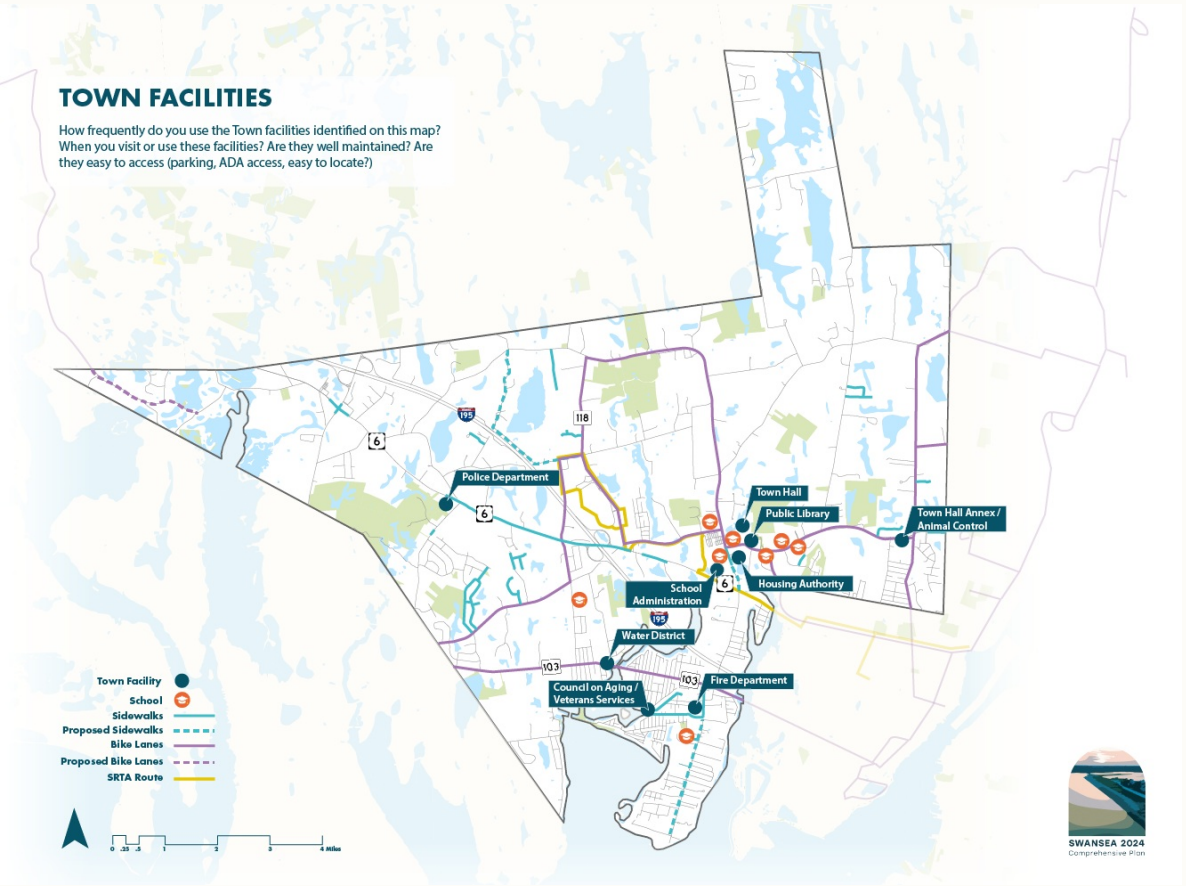 TOWN FACILITIES
How frequently do you use the Town facilities identified on this map?
When you visit or use these facilities? Are they well maintained? Are
they easy to access (parking, ADA access, easy to locate?)
118
195
6
Police Department
6
Town Hall
Public Library
Town Hall Annex /
Animal Control
Housing Authority
School
Administration
6
195
Water District
103
103
Fire Department
Council on Aging /
Veterans Services
Town Facility
School
Sidewalks
Proposed Sidewalks
Bike Lanes
Proposed Bike Lanes
SRTA Route
0 .25 .5 1 2 3 4 Miles
SWANSEA 2024
Comprehensive Plan